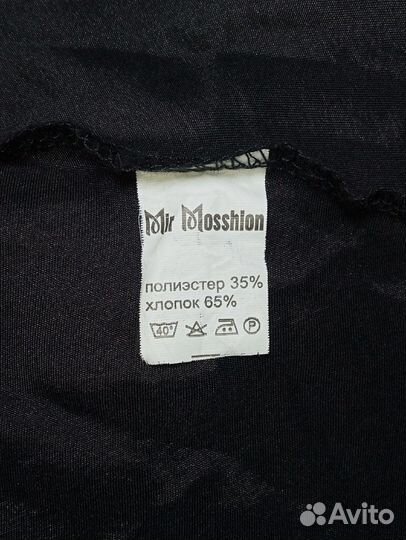 Mir Mosshion
полиэстер 35%
хлопок 65%
40° P
Avito